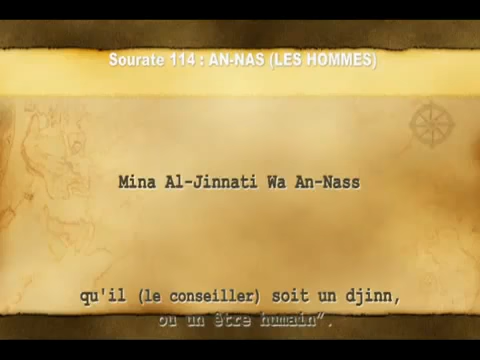 Sourate 114 : AN-NAS (LES HOMMES)
Mina Al-Jinnati Wa An-Nass
qu'il (le conseiller) soit un djinn,
ou un être humain".